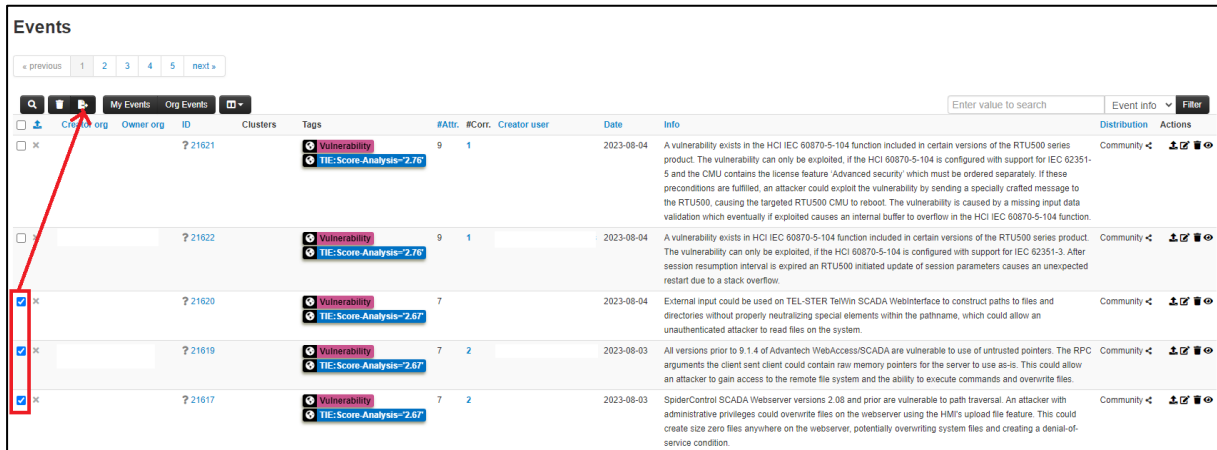 Events
« previous 1 2 3 4 5 next »
My Events Org Events Enter value to search Event info Filter
Creator org Owner org ID Clusters Tags #Attr. #Corr. Creator user Date Info Distribution Actions
? 21621 Vulnerability 9 1 2023-08-04 A vulnerability exists in the HCI IEC 60870-5-104 function included in certain versions of the RTU500 series Community
TIE:Score-Analysis='2.76' product. The vulnerability can only be exploited, if the HCI 60870-5-104 is configured with support for IEC 62351-
5 and the CMU contains the license feature 'Advanced security' which must be ordered separately. If these
preconditions are fulfilled, an attacker could exploit the vulnerability by sending a specially crafted message to
the RTU500, causing the targeted RTU500 CMU to reboot. The vulnerability is caused by a missing input data
validation which eventually if exploited causes an internal buffer to overflow in the HCI IEC 60870-5-104 function.
? 21622 Vulnerability 9 1 2023-08-04 A vulnerability exists in HCI IEC 60870-5-104 function included in certain versions of the RTU500 series product. Community
TIE:Score-Analysis='2.76' The vulnerability can only be exploited, if the HCI 60870-5-104 is configured with support for IEC 62351-3. After
session resumption interval is expired an RTU500 initiated update of session parameters causes an unexpected
restart due to a stack overflow.
? 21620 Vulnerability 7 2023-08-04 External input could be used on TEL-STER TelWin SCADA WebInterface to construct paths to files and Community
TIE:Score-Analysis='2.67' directories without properly neutralizing special elements within the pathname, which could allow an
unauthenticated attacker to read files on the system.
? 21619 Vulnerability 7 2 2023-08-03 All versions prior to 9.1.4 of Advantech WebAccess/SCADA are vulnerable to use of untrusted pointers. The RPC Community
TIE:Score-Analysis='2.67' arguments the client sent client could contain raw memory pointers for the server to use as-is. This could allow
an attacker to gain access to the remote file system and the ability to execute commands and overwrite files.
? 21617 Vulnerability 7 2 2023-08-03 SpiderControl SCADA Webserver versions 2.08 and prior are vulnerable to path traversal. An attacker with Community
TIE:Score-Analysis='2.67' administrative privileges could overwrite files on the webserver using the HMI's upload file feature. This could
create size zero files anywhere on the webserver, potentially overwriting system files and creating a denial-of-
service condition.